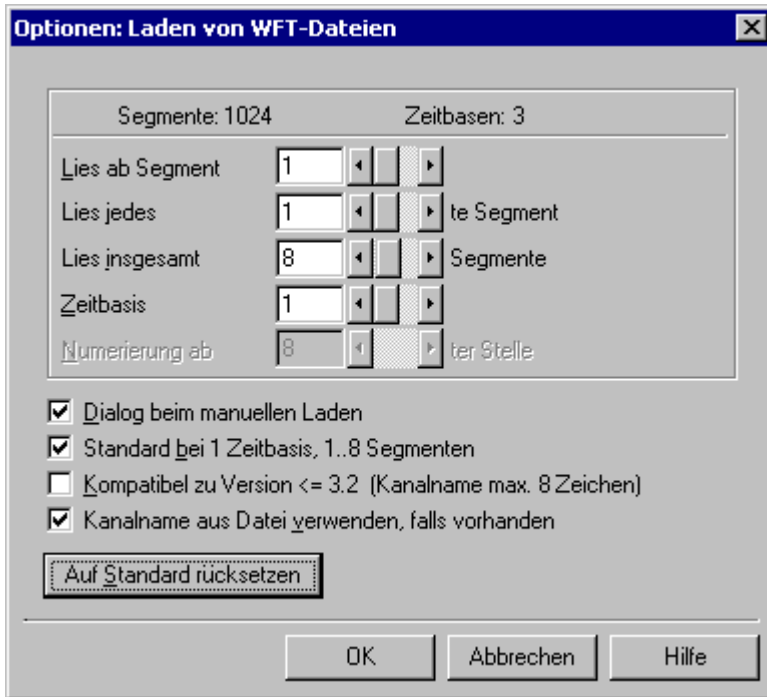 Optionen: Laden von WFT-Dateien
Segmente: 1024 Zeitbasen: 3
Lies ab Segment 1
Lies jedes 1 te Segment
Lies insgesamt 8 Segmente
Zeitbasis 1
Numerierung ab 8 ter Stelle
Dialog beim manuellen Laden
Standard bei 1 Zeitbasis, 1..8 Segmenten
Kompatibel zu Version <= 3.2 (Kanalname max. 8 Zeichen)
Kanalname aus Datei verwenden, falls vorhanden
Auf Standard rücksetzen
OK Abbrechen Hilfe